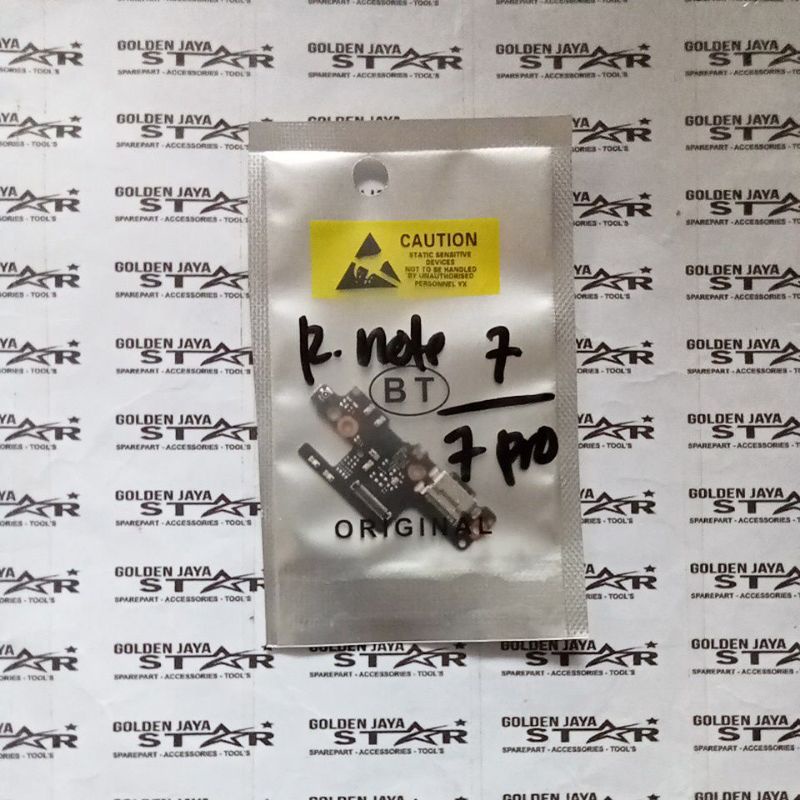 GOLDEN JAYA
STAR
SPAREPART - ACCESSORIES - TOOL'S
CAUTION
STATIC SENSITIVE
DEVICES
NOT TO BE HANDLED
BY UNAUTHORISED
PERSONNEL VX
R. note 7
7 pro
BT
ORIGINAL